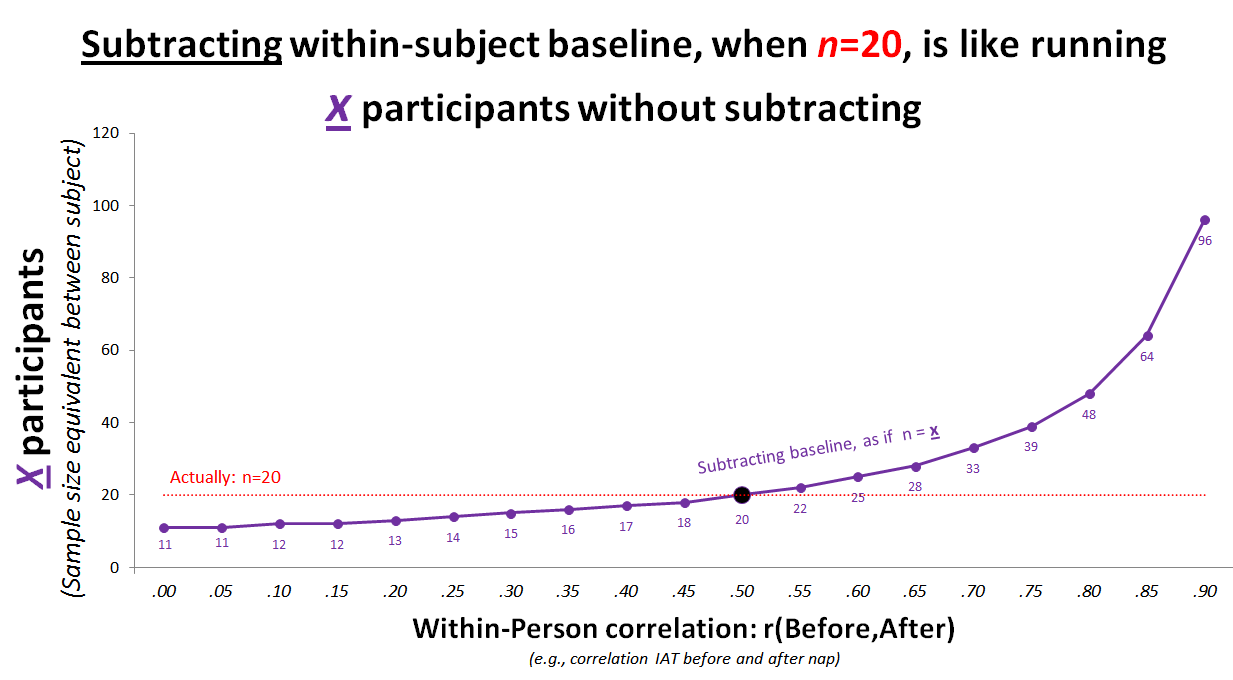 Subtracting within-subject baseline, when n=20, is like running
X participants without subtracting
X participants
(Sample size equivalent between subject)
120
100
80
60
40
20
0
Actually: n=20
Subtracting baseline, as if n = x
11
11
12
12
13
14
15
16
17
18
20
22
25
28
33
39
48
64
96
.00 .05 .10 .15 .20 .25 .30 .35 .40 .45 .50 .55 .60 .65 .70 .75 .80 .85 .90
Within-Person correlation: r(Before,After)
(e.g., correlation IAT before and after nap)